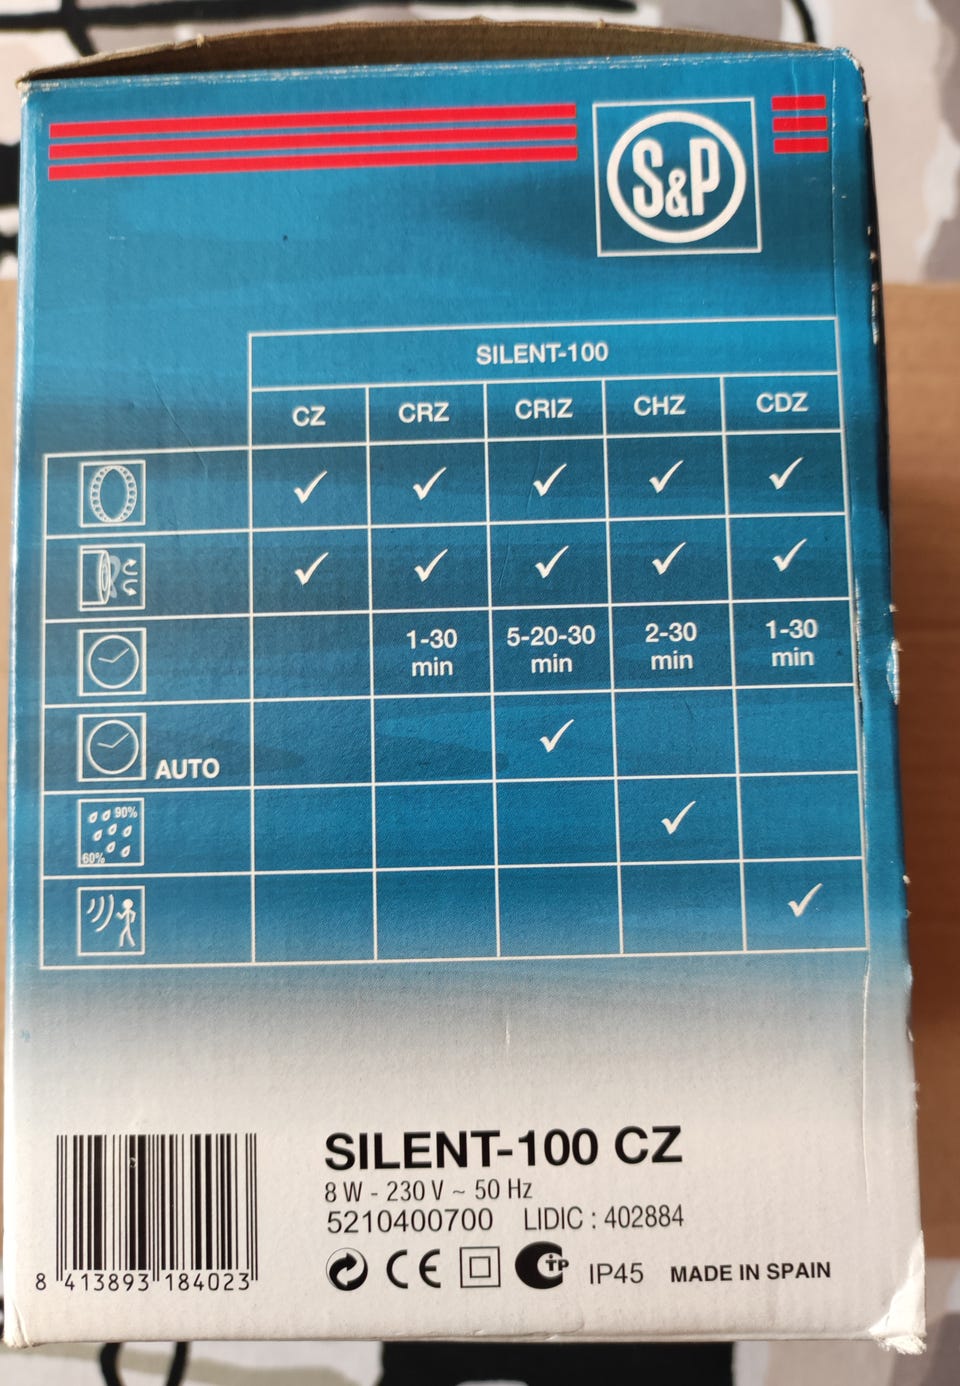 S&P
SILENT-100
CZ CRZ CRIZ CHZ CDZ
1-30 min 5-20-30 min 2-30 min 1-30 min
AUTO
90%
60%
SILENT-100 CZ
8 W - 230 V ~ 50 Hz
5210400700 LIDIC : 402884
CE TP IP45 MADE IN SPAIN
8 413893 184023